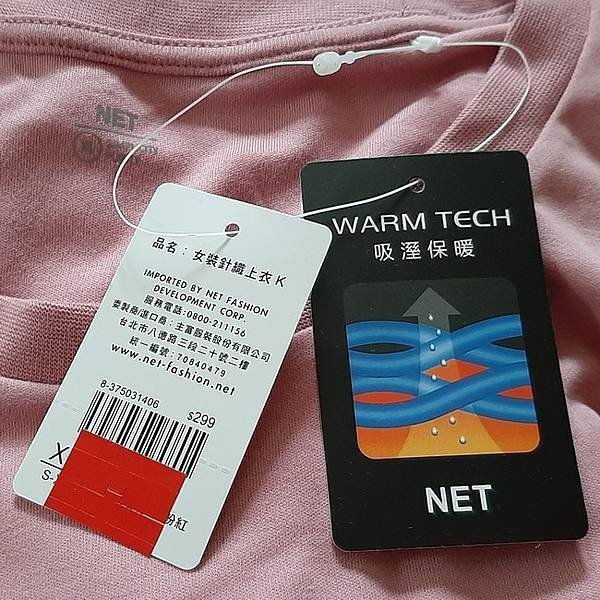 NET
M
WARM TECH
吸溼保暖
NET
品名：女裝針織上衣K
IMPORTED BY NET FASHION
DEVELOPMENT CORP.
服務電話:0800-211156
委製商/進口商：主富服裝股份有限公司
台北市八德路三段二十號二樓
統一編號：70840479
www.net-fashion.net
8-375031406
$299
X
S-
粉紅